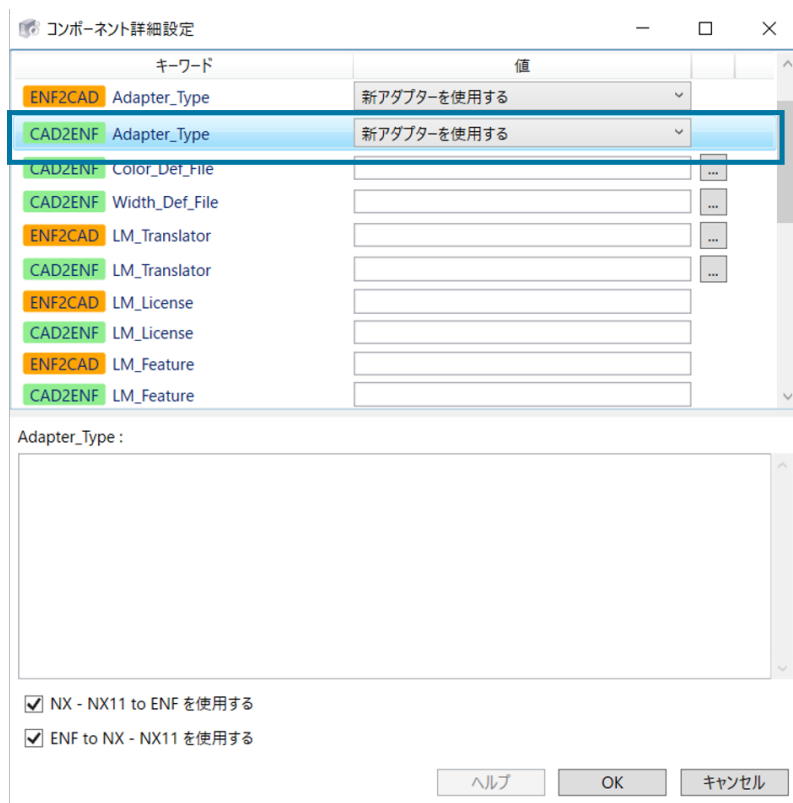 コンポーネント詳細設定
キーワード 値
ENF2CAD Adapter_Type 新アダプターを使用する
CAD2ENF Adapter_Type 新アダプターを使用する
CAD2ENF Color_Def_File ...
CAD2ENF Width_Def_File ...
ENF2CAD LM_Translator ...
CAD2ENF LM_Translator ...
ENF2CAD LM_License
CAD2ENF LM_License
ENF2CAD LM_Feature
CAD2ENF LM_Feature
Adapter_Type :
NX - NX11 to ENF を使用する
ENF to NX - NX11 を使用する
ヘルプ OK キャンセル